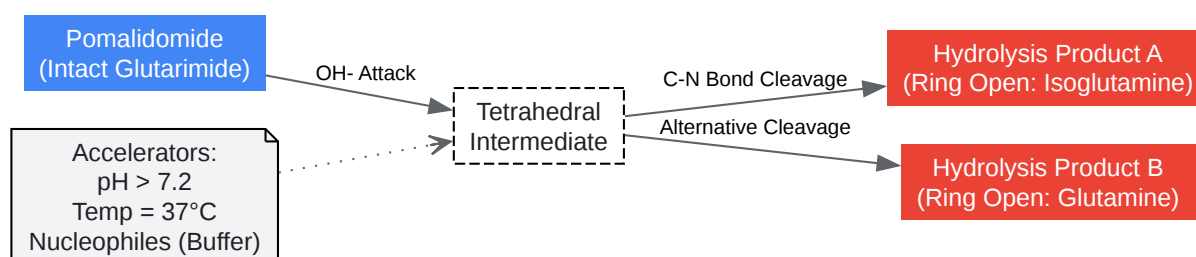 Pomalidomide
(Intact Glutarimide)
OH- Attack
Accelerators:
pH > 7.2
Temp = 37°C
Nucleophiles (Buffer)
Tetrahedral
Intermediate
C-N Bond Cleavage
Alternative Cleavage
Hydrolysis Product A
(Ring Open: Isoglutamine)
Hydrolysis Product B
(Ring Open: Glutamine)